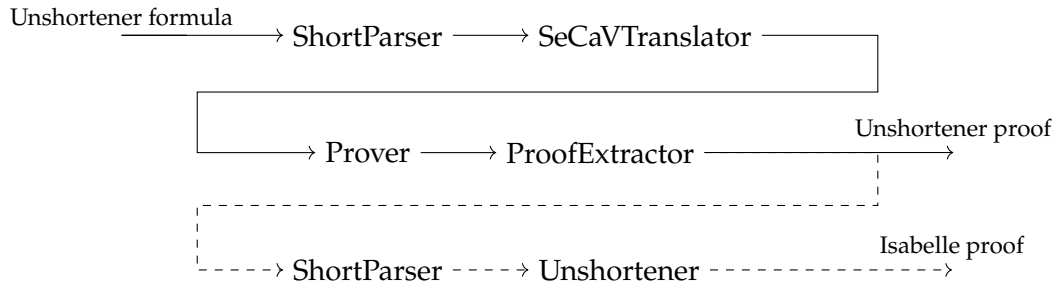 Unshortener formula
ShortParser
SeCaVTranslator
Prover
ProofExtractor
Unshortener proof
ShortParser
Unshortener
Isabelle proof